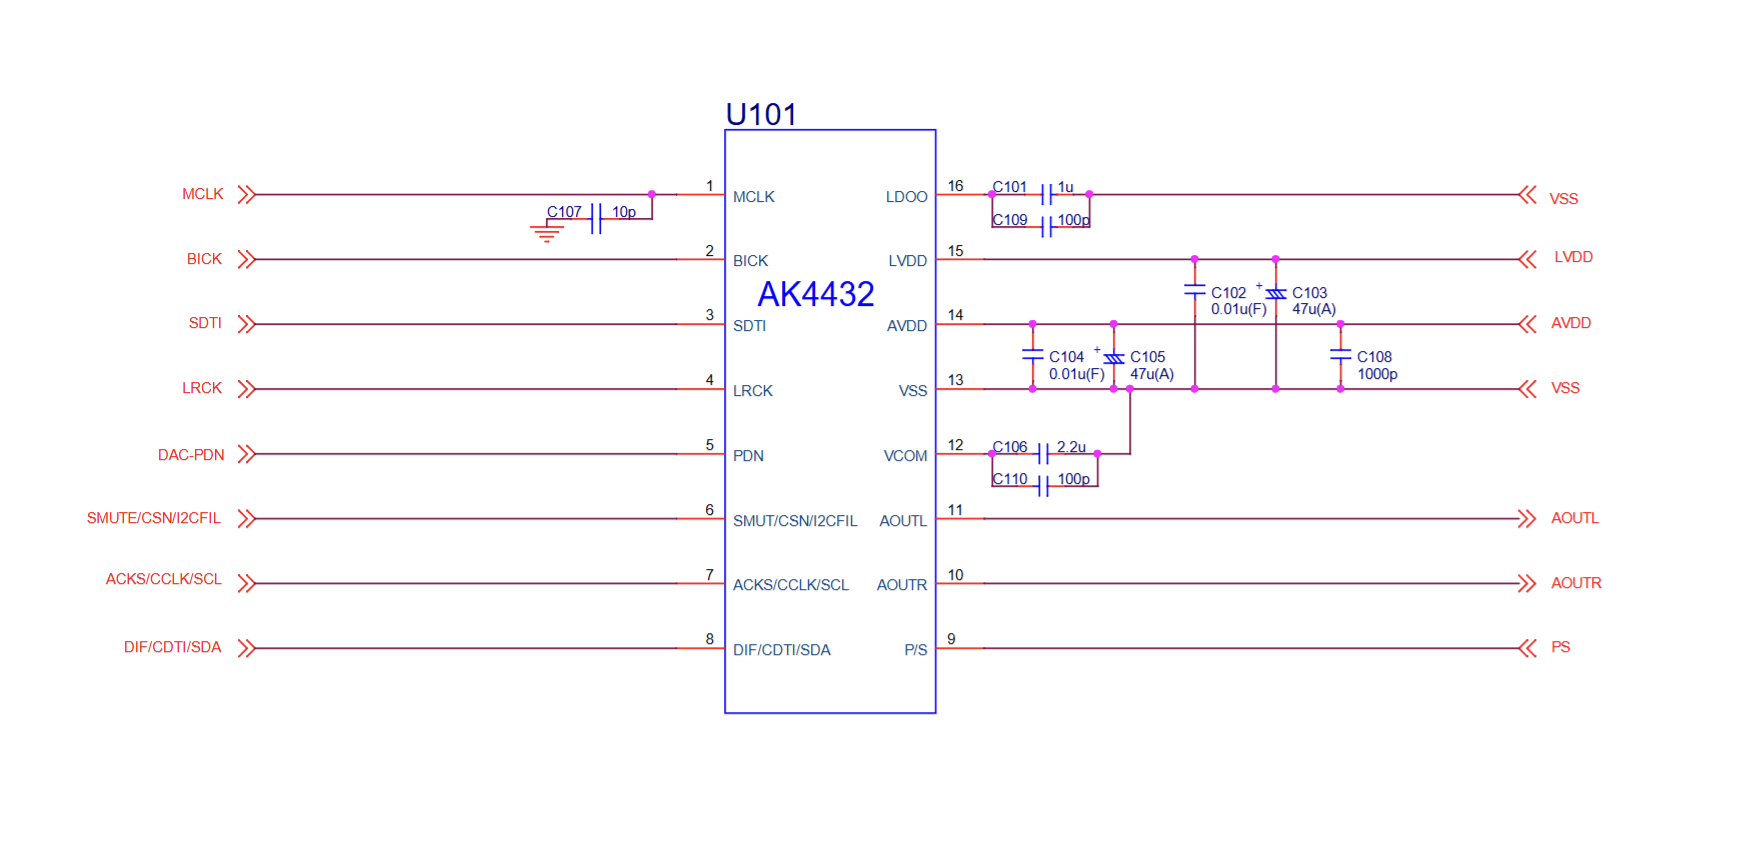 U101
MCLK
1
MCLK
LDOO
16
C101
1u
VSS
C107
10p
C109
100p
BICK
2
BICK
LVDD
15
LVDD
AK4432
C102
0.01u(F)
+
C103
47u(A)
SDTI
3
SDTI
AVDD
14
AVDD
C104
0.01u(F)
+
C105
47u(A)
C108
1000p
LRCK
4
LRCK
VSS
13
VSS
DAC-PDN
5
PDN
VCOM
12
C106
2.2u
C110
100p
SMUTE/CSN/I2CFIL
6
SMUT/CSN/I2CFIL
AOUTL
11
AOUTL
ACKS/CCLK/SCL
7
ACKS/CCLK/SCL
AOUTR
10
AOUTR
DIF/CDTI/SDA
8
DIF/CDTI/SDA
P/S
9
PS